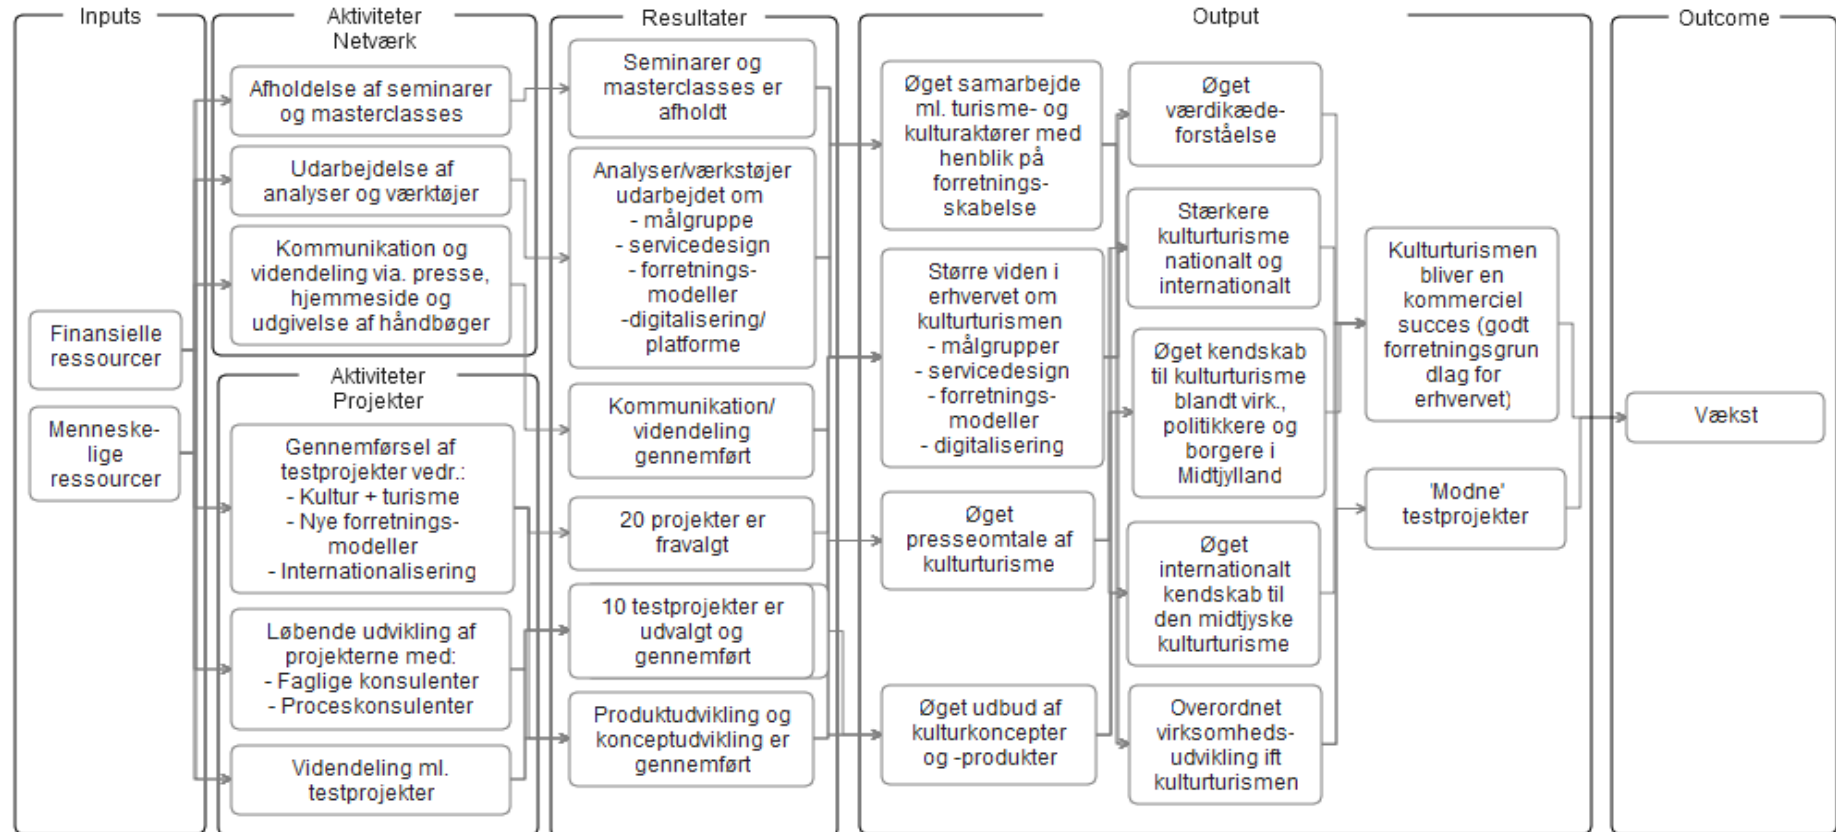 Inputs
Finansielle
ressourcer
Menneske-
lige
ressourcer
Aktiviteter
Netværk
Afholdelse af seminarer
og masterclasses
Udarbejdelse af
analyser og værktøjer
Kommunikation og
videndeling via. presse,
hjemmeside og
udgivelse af håndbøger
Aktiviteter
Projekter
Gennemførsel af
testprojekter vedr.:
- Kultur + turisme
- Nye forretnings-
modeller
- Internationalisering
Løbende udvikling af
projekterne med:
- Faglige konsulenter
- Proceskonsulenter
Videndeling ml.
testprojekter
Resultater
Seminarer og
masterclasses er
afholdt
Analyser/værkstøjer
udarbejdet om
- målgruppe
- servicedesign
- forretnings-
modeller
-digitalisering/
platforme
Kommunikation/
videndeling
gennemført
20 projekter er
fravalgt
10 testprojekter er
udvalgt og
gennemført
Produktudvikling og
konceptudvikling er
gennemført
Output
Øget samarbejde
ml. turisme- og
kulturaktører med
henblik på
forretnings-
skabelse
Større viden i
erhvervet om
kulturturismen
- målgrupper
- servicedesign
- forretnings-
modeller
- digitalisering
Øget
presseomtale af
kulturturisme
Øget udbud af
kulturkoncepter
og -produkter
Øget
værdikæde-
forståelse
Stærkere
kulturturisme
nationalt og
internationalt
Øget kendskab
til kulturturisme
blandt virk.,
politikkere og
borgere i
Midtjylland
Øget
internationalt
kendskab til
den midtjyske
kulturturisme
Overordnet
virksomheds-
udvikling ift
kulturturismen
Kulturturismen
bliver en
kommerciel
succes (godt
forretningsgrun
dlag for
erhvervet)
'Modne'
testprojekter
Outcome
Vækst